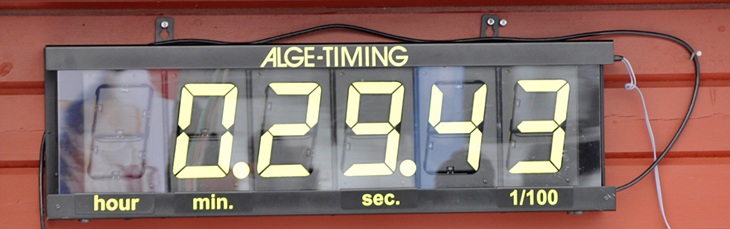 ALGE-TIMING
0.29.43
hour min. sec. 1/100